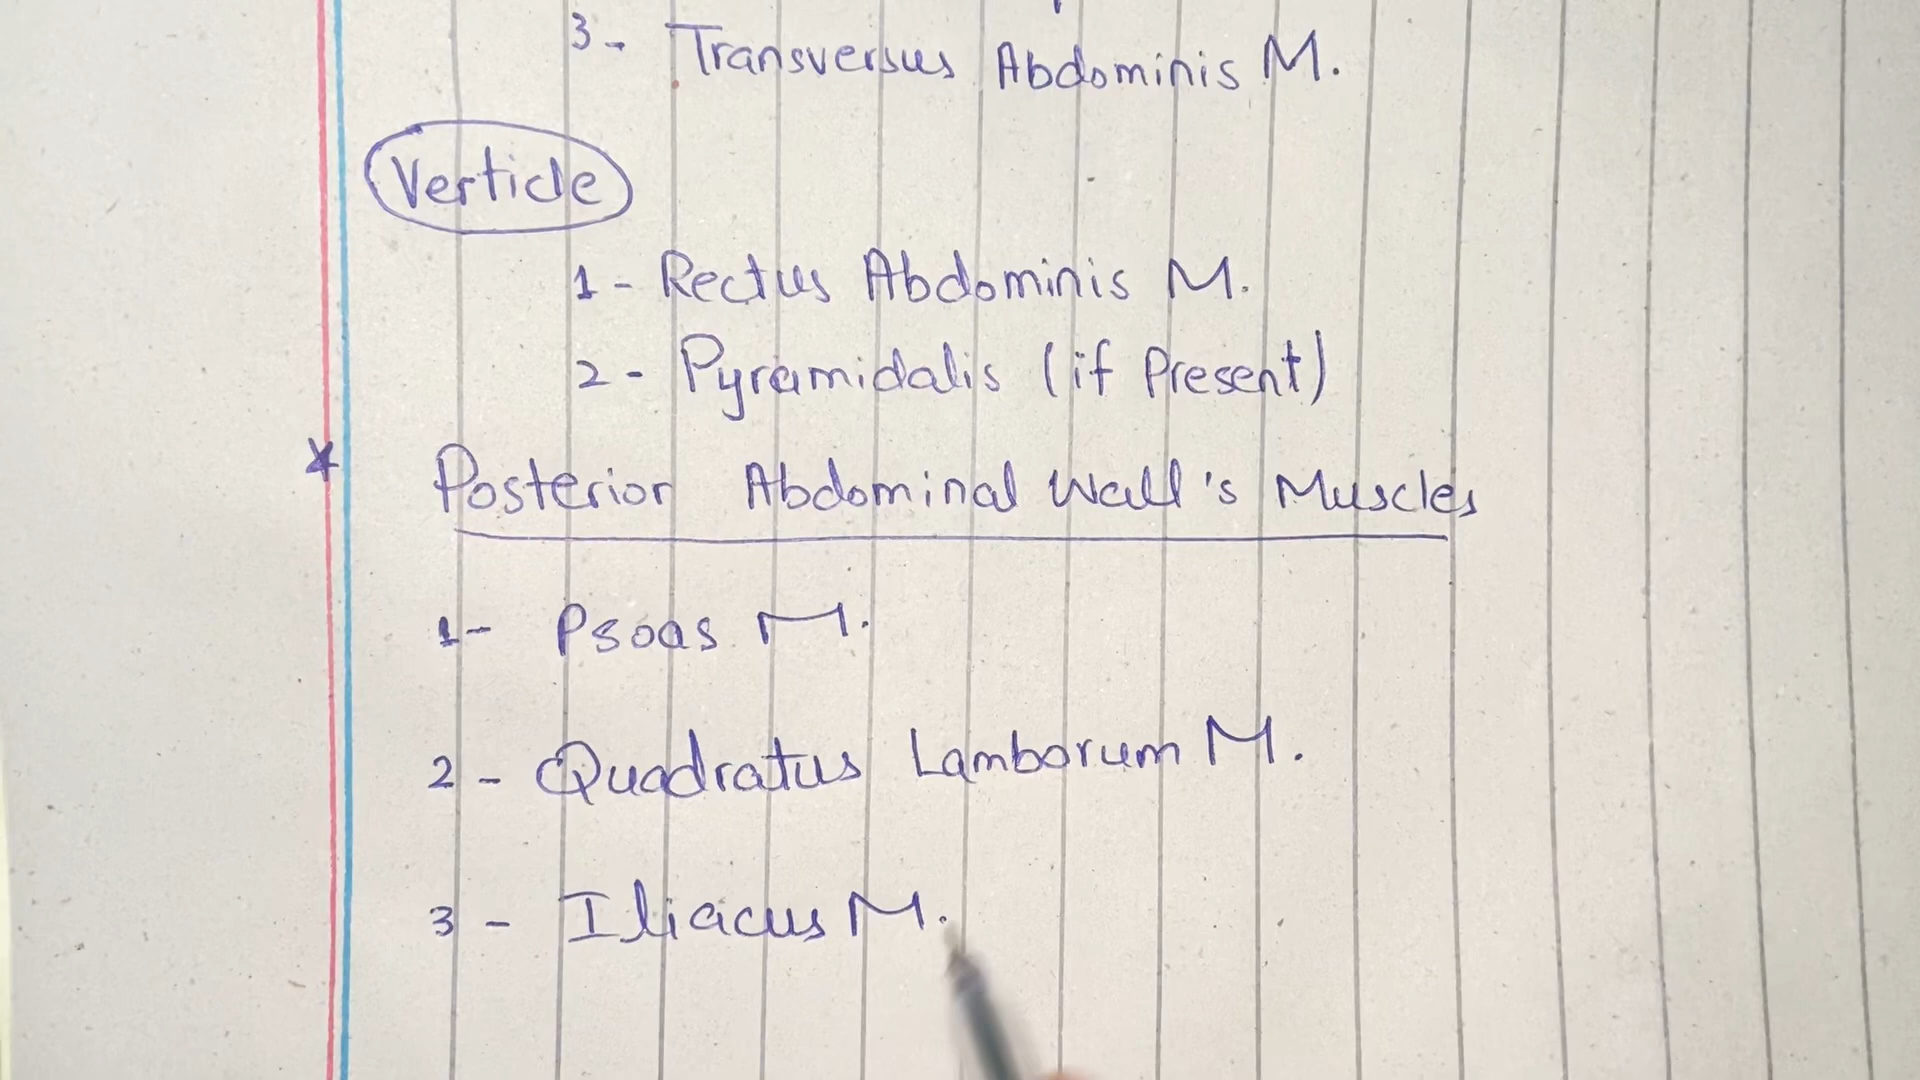 3- Transversus Abdominis M.
Verticle
1- Rectus Abdominis M.
2- Pyramidalis (if Present)
* Posterior Abdominal Wall's Muscles
1- Psoas M.
2- Quadratus Lamborum M.
3- Iliacus M.